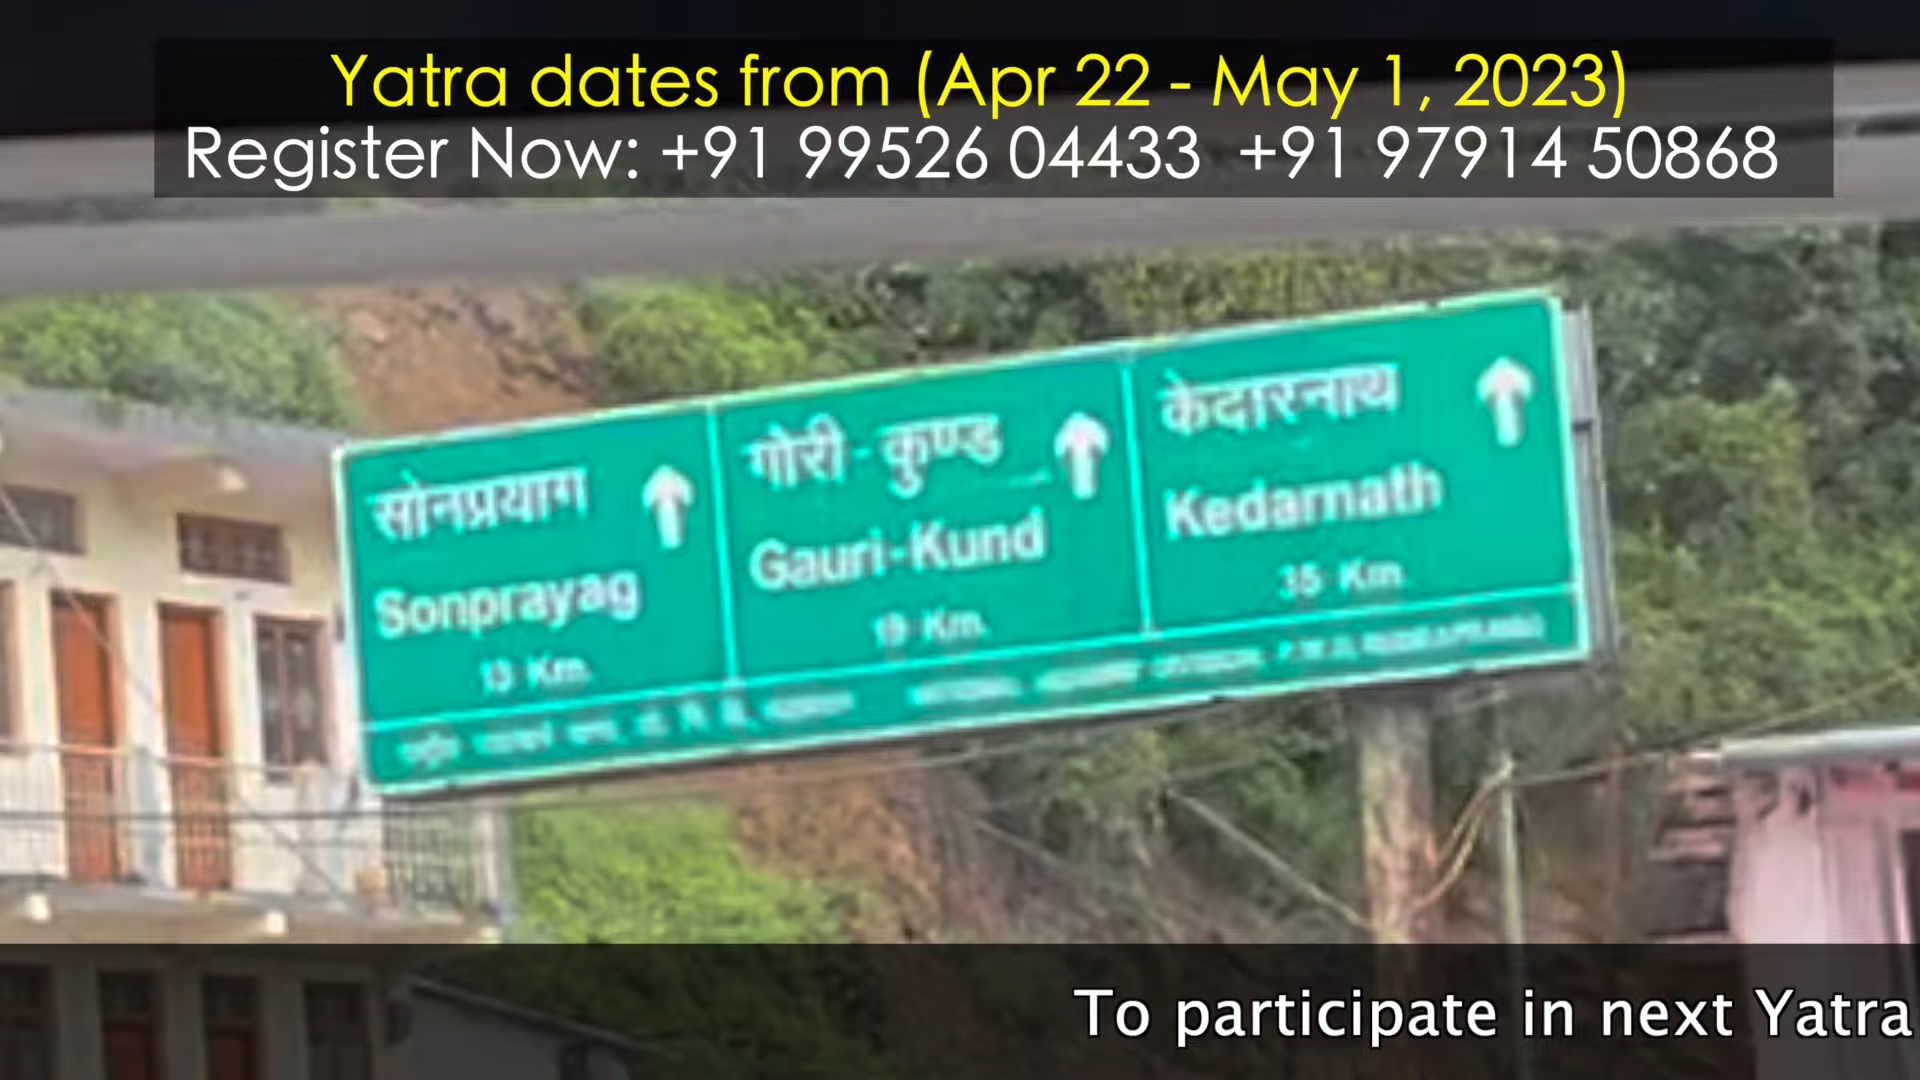 Yatra dates from (Apr 22 - May 1, 2023)
Register Now: +91 99526 04433 +91 97914 50868
सोनप्रयाग
Sonprayag
13 Km.
गोरी-कुण्ड
Gauri-Kund
19 Km.
केदारनाथ
Kedarnath
35 Km.
To participate in next Yatra